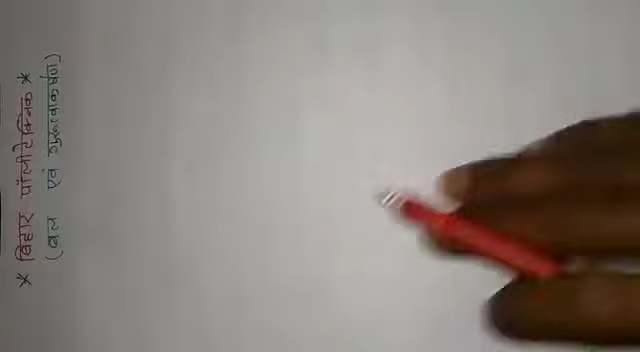 * बिहार पॉलीटेक्निक *
(बल एवं गुरुत्वाकर्षण)